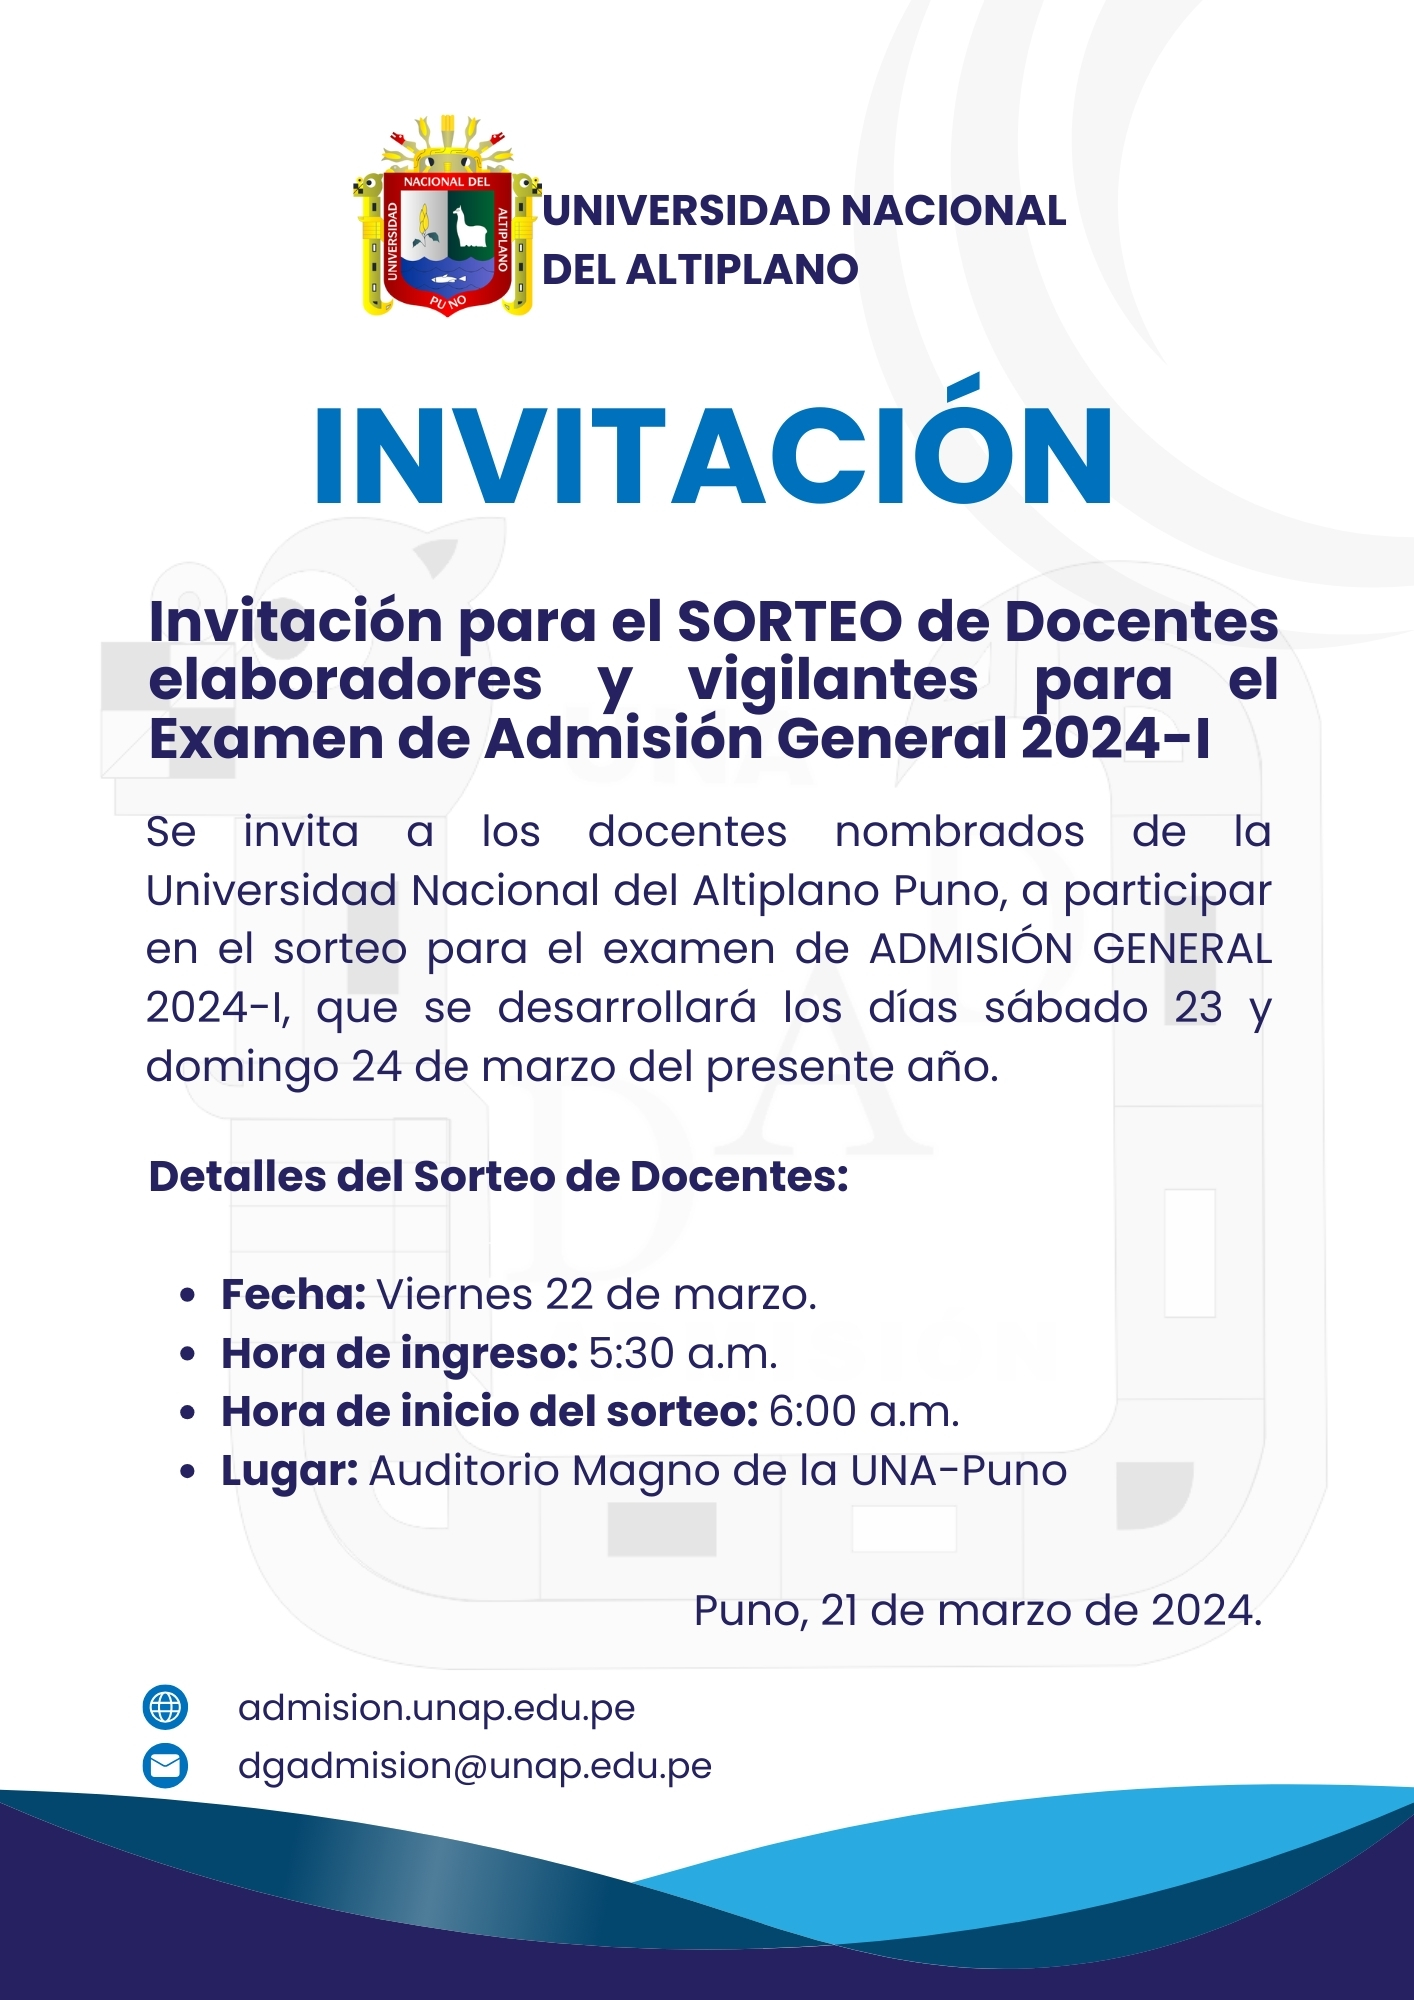 NACIONAL DEL
UNIVERSIDAD
ALTIPLANO
PUNO
UNIVERSIDAD NACIONAL
DEL ALTIPLANO
INVITACIÓN
Invitación para el SORTEO de Docentes
elaboradores y vigilantes para el
Examen de Admisión General 2024-I
Se invita a los docentes nombrados de la
Universidad Nacional del Altiplano Puno, a participar
en el sorteo para el examen de ADMISIÓN GENERAL
2024-I, que se desarrollará los días sábado 23 y
domingo 24 de marzo del presente año.
Detalles del Sorteo de Docentes:
• Fecha: Viernes 22 de marzo.
• Hora de ingreso: 5:30 a.m.
• Hora de inicio del sorteo: 6:00 a.m.
• Lugar: Auditorio Magno de la UNA-Puno
Puno, 21 de marzo de 2024.
admision.unap.edu.pe
dgadmision@unap.edu.pe